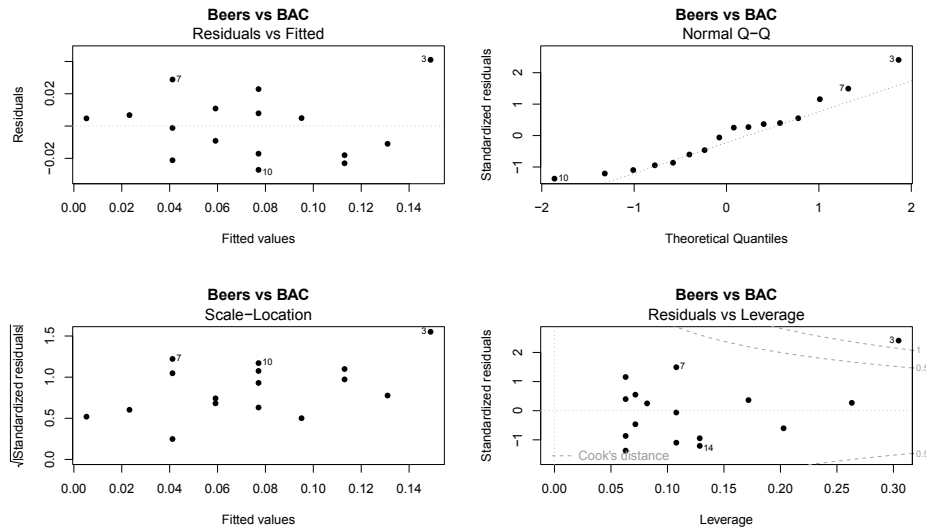 Beers vs BAC
Residuals vs Fitted
Residuals
0.02
−0.02
3
7
10
0.00 0.02 0.04 0.06 0.08 0.10 0.12 0.14
Fitted values
Beers vs BAC
Normal Q−Q
Standardized residuals
2
1
0
−1
3
7
10
−2 −1 0 1 2
Theoretical Quantiles
Beers vs BAC
Scale−Location
√|Standardized residuals|
1.5
1.0
0.5
0.0
3
7
10
0.00 0.02 0.04 0.06 0.08 0.10 0.12 0.14
Fitted values
Beers vs BAC
Residuals vs Leverage
Standardized residuals
2
1
0
−1
3
7
14
1
0.5
0.5
Cook's distance
0.00 0.05 0.10 0.15 0.20 0.25 0.30
Leverage